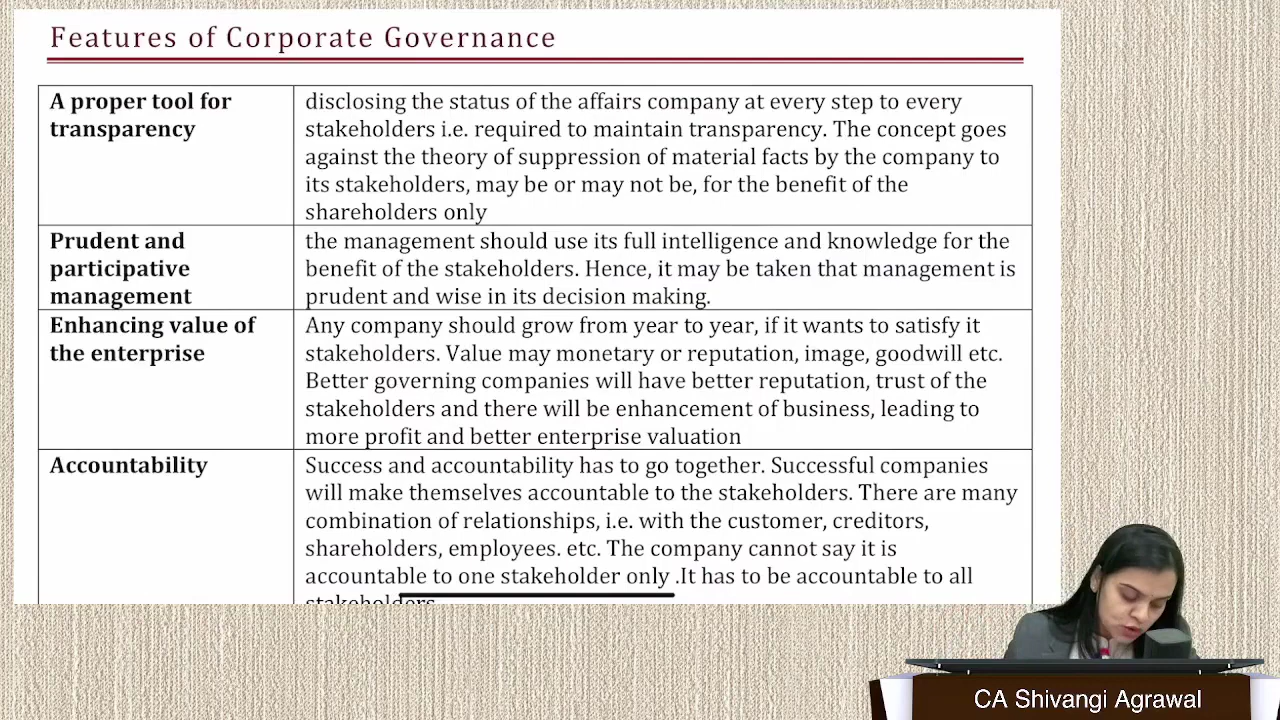 Features of Corporate Governance
A proper tool for
transparency
disclosing the status of the affairs company at every step to every
stakeholders i.e. required to maintain transparency. The concept goes
against the theory of suppression of material facts by the company to
its stakeholders, may be or may not be, for the benefit of the
shareholders only
Prudent and
participative
management
the management should use its full intelligence and knowledge for the
benefit of the stakeholders. Hence, it may be taken that management is
prudent and wise in its decision making.
Enhancing value of
the enterprise
Any company should grow from year to year, if it wants to satisfy it
stakeholders. Value may monetary or reputation, image, goodwill etc.
Better governing companies will have better reputation, trust of the
stakeholders and there will be enhancement of business, leading to
more profit and better enterprise valuation
Accountability
Success and accountability has to go together. Successful companies
will make themselves accountable to the stakeholders. There are many
combination of relationships, i.e. with the customer, creditors,
shareholders, employees. etc. The company cannot say it is
accountable to one stakeholder only .It has to be accountable to all
stakeholders
CA Shivangi Agrawal